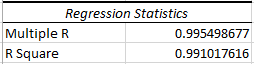 Regression Statistics
Multiple R 0.995498677
R Square 0.991017616